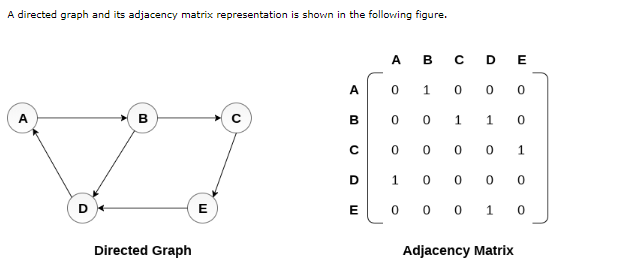 A directed graph and its adjacency matrix representation is shown in the following figure.
A B C D E
A 0 1 0 0 0
B 0 0 1 1 0
C 0 0 0 0 1
D 1 0 0 0 0
E 0 0 0 1 0
A B C
D E
Directed Graph Adjacency Matrix